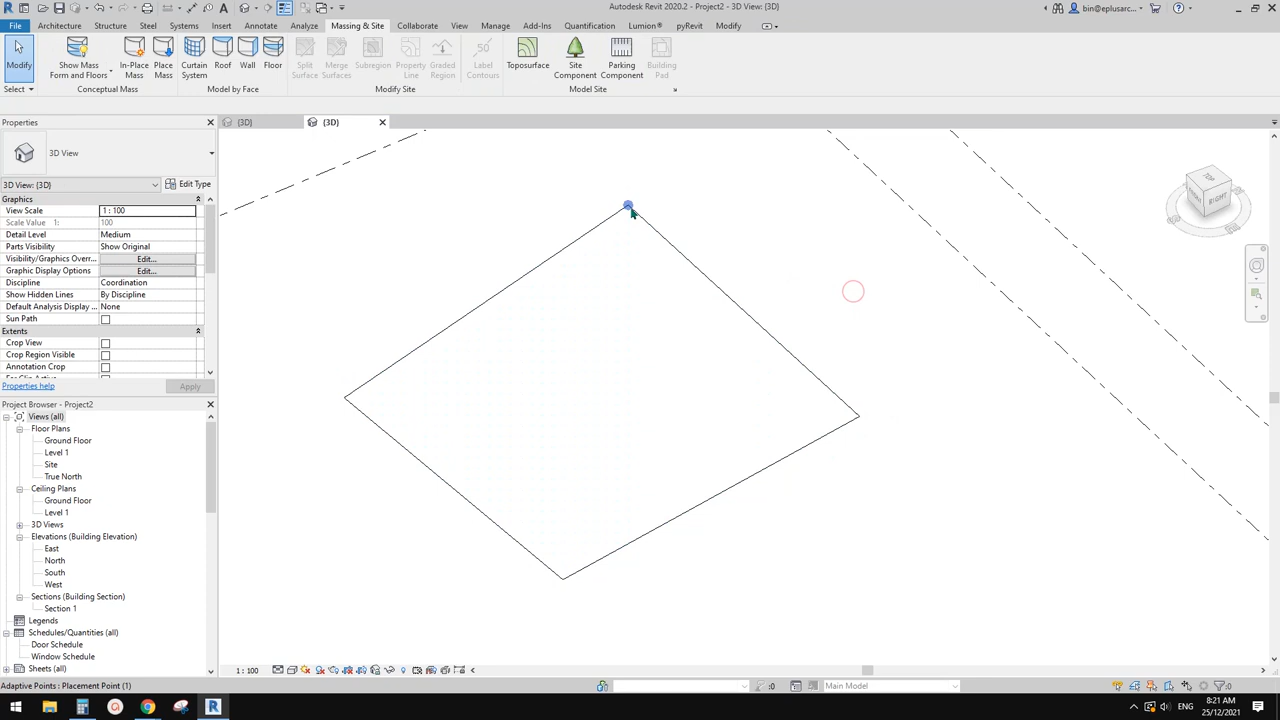 Autodesk Revit 2020.2 - Project2 - 3D View: {3D}
bin@eplusarc...
File Architecture Structure Steel Systems Insert Annotate Analyze Massing & Site Collaborate View Manage Add-Ins Quantification Lumion® pyRevit Modify
Modify
Show Mass Form and Floors
In-Place Mass
Place Mass
Curtain System
Roof
Wall
Floor
Split Surface
Merge Surfaces
Subregion
Property Line
Graded Region
50
Label Contours
Toposurface
Site Component
Parking Component
Building Pad
Select
Conceptual Mass
Model by Face
Modify Site
Model Site
Properties
{3D}
{3D}
3D View
3D View: {3D}
Edit Type
Graphics
View Scale 1 : 100
Scale Value 1: 100
Detail Level Medium
Parts Visibility Show Original
Visibility/Graphics Overr... Edit...
Graphic Display Options Edit...
Discipline Coordination
Show Hidden Lines By Discipline
Default Analysis Display ... None
Sun Path
Extents
Crop View
Crop Region Visible
Annotation Crop
Properties help
Apply
TOP
RIGHT
Project Browser - Project2
Views (all)
Floor Plans
Ground Floor
Level 1
Site
True North
Ceiling Plans
Ground Floor
Level 1
3D Views
Elevations (Building Elevation)
East
North
South
West
Sections (Building Section)
Section 1
Legends
Schedules/Quantities (all)
Door Schedule
Window Schedule
Sheets (all)
1 : 100
Adaptive Points : Placement Point (1)
:0
Main Model
:0
ENG
8:21 AM
25/12/2021